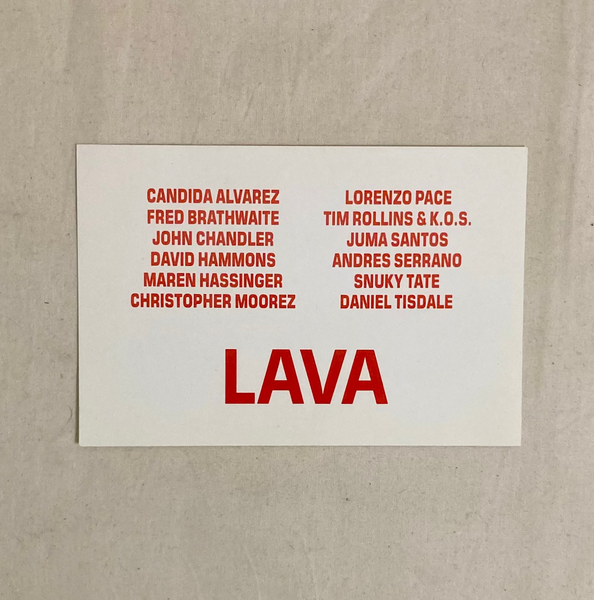 CANDIDA ALVAREZ
FRED BRATHWAITE
JOHN CHANDLER
DAVID HAMMONS
MAREN HASSINGER
CHRISTOPHER MOOREZ
LORENZO PACE
TIM ROLLINS & K.O.S.
JUMA SANTOS
ANDRES SERRANO
SNUKY TATE
DANIEL TISDALE
LAVA